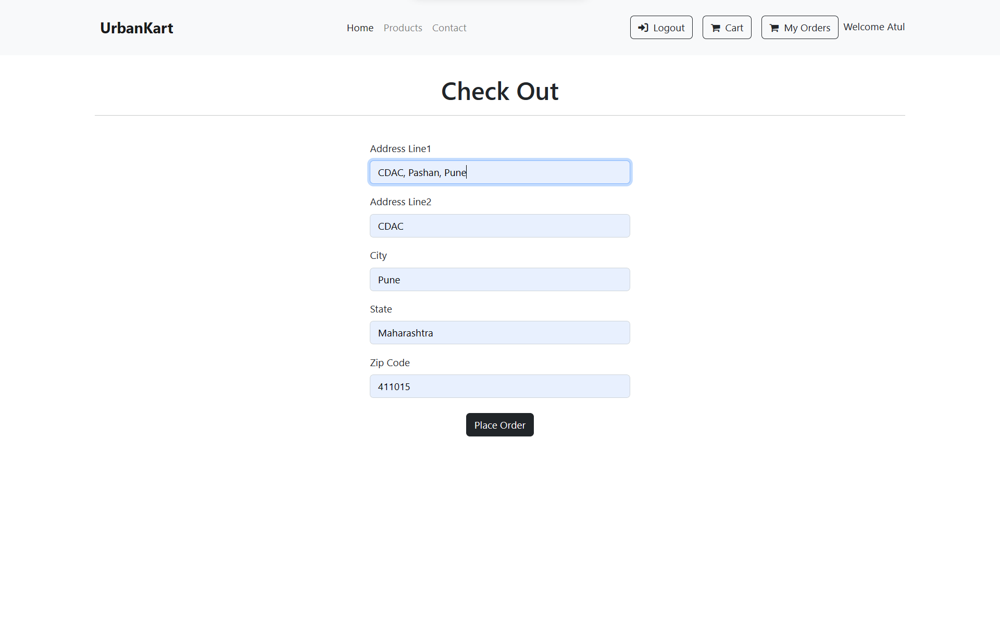 UrbanKart
Home Products Contact
Logout Cart My Orders Welcome Atul
Check Out
Address Line1
CDAC, Pashan, Pune
Address Line2
CDAC
City
Pune
State
Maharashtra
Zip Code
411015
Place Order